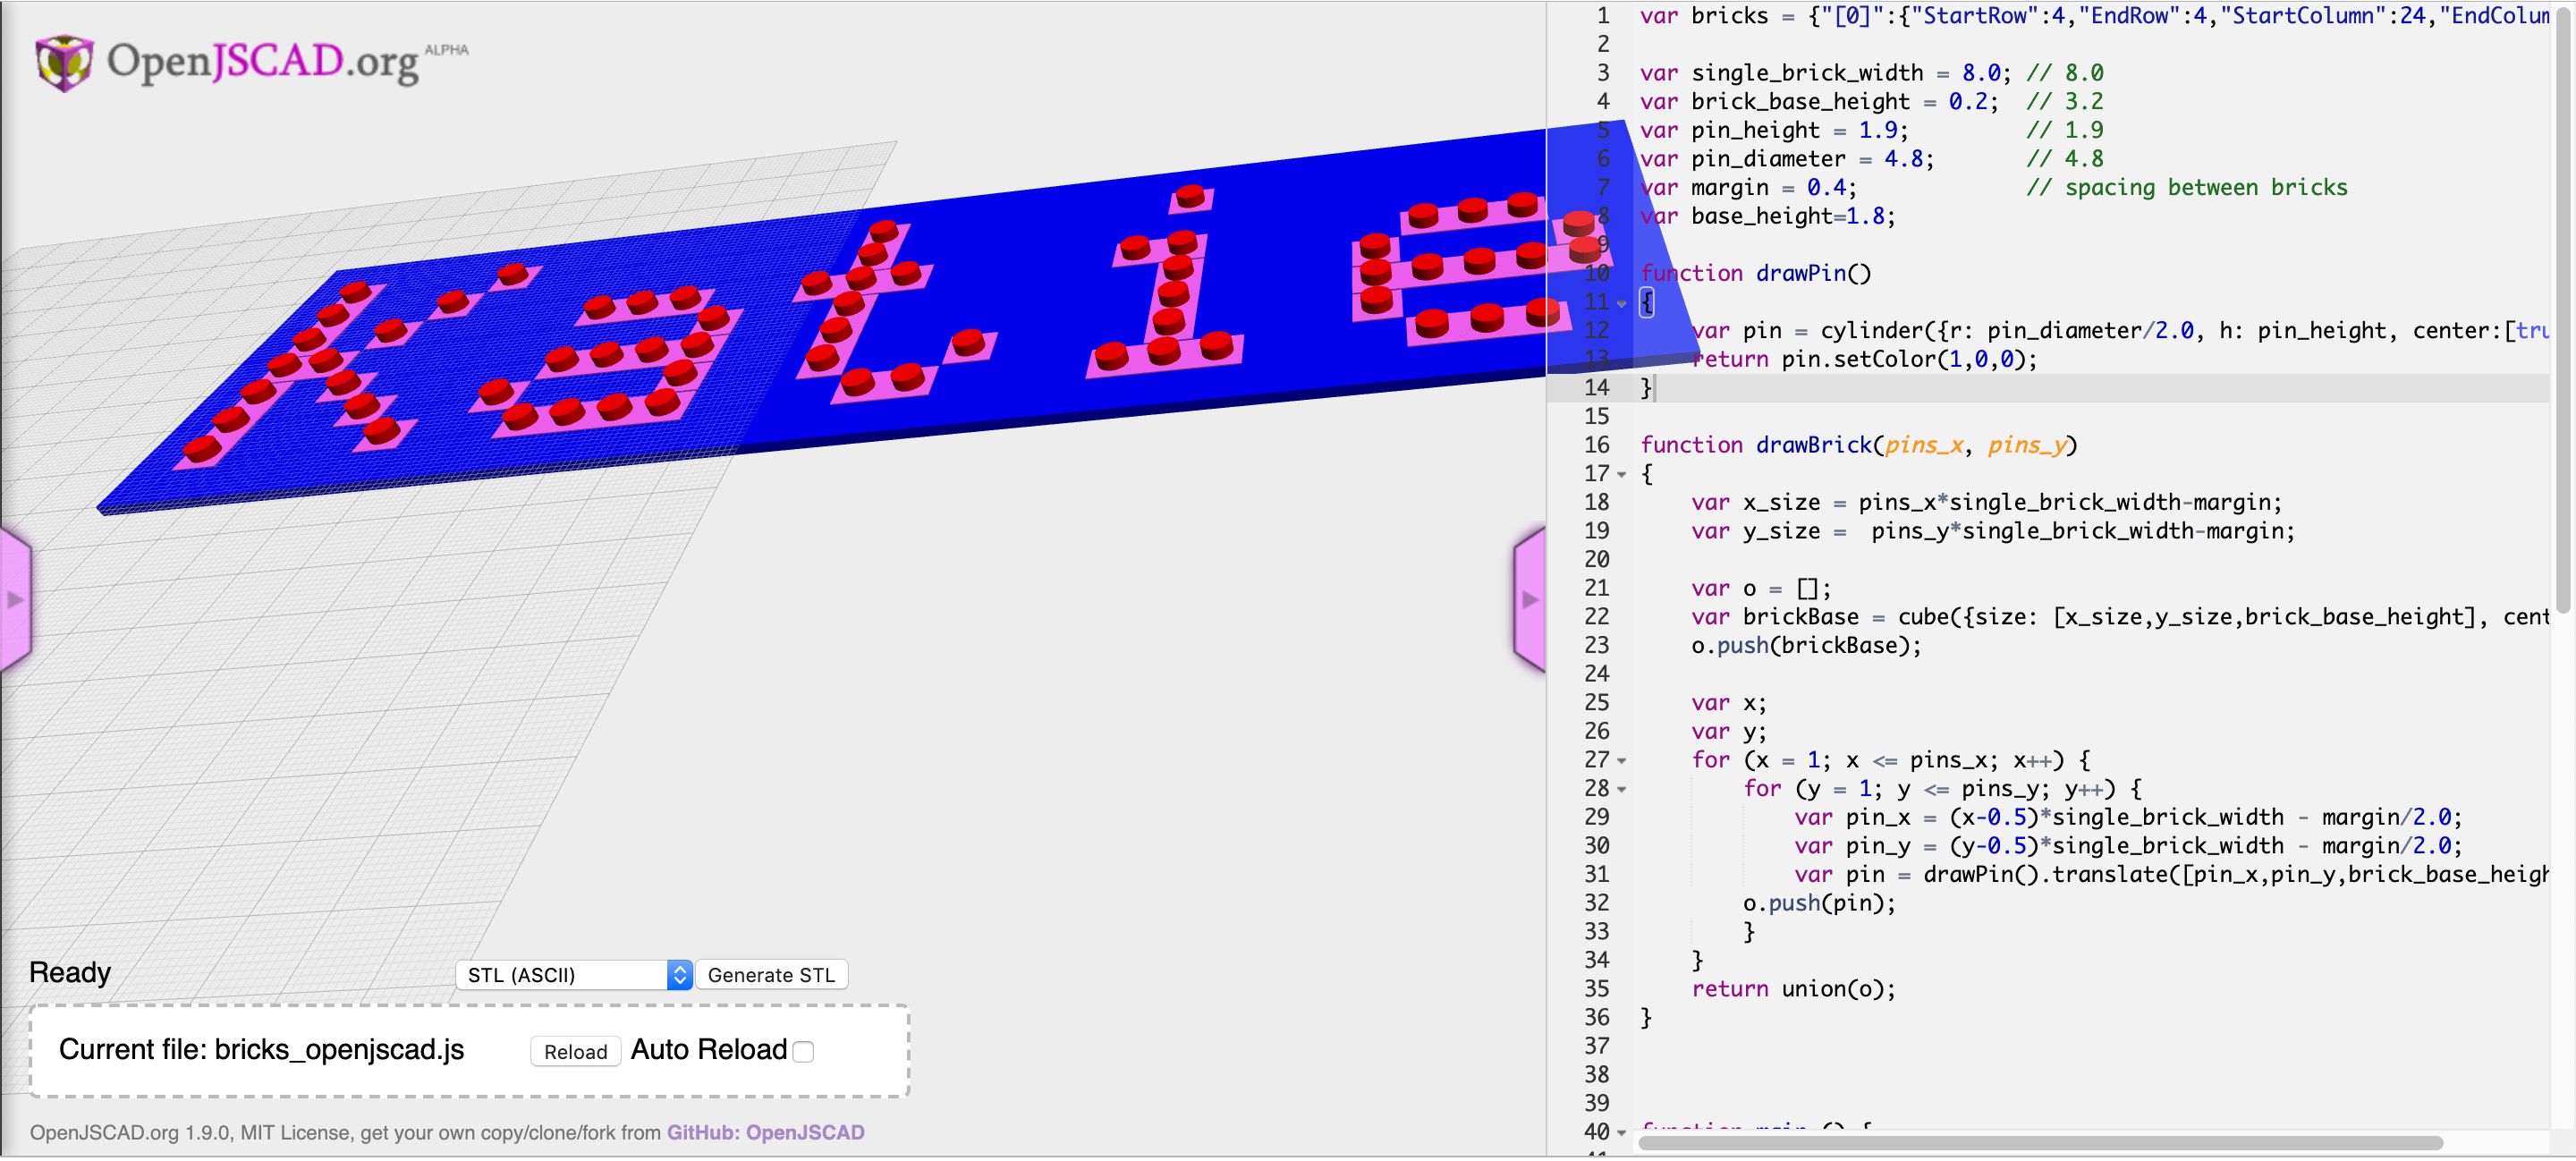 OpenJSCAD.org ALPHA
Katie
Ready
STL (ASCII)
Generate STL
Current file: bricks_openjscad.js
Reload
Auto Reload
OpenJSCAD.org 1.9.0, MIT License, get your own copy/clone/fork from GitHub: OpenJSCAD
1 var bricks = {"[0]":{"StartRow":4,"EndRow":4,"StartColumn":24,"EndColum
2
3 var single_brick_width = 8.0; // 8.0
4 var brick_base_height = 0.2; // 3.2
5 var pin_height = 1.9; // 1.9
6 var pin_diameter = 4.8; // 4.8
7 var margin = 0.4; // spacing between bricks
8 var base_height=1.8;
9
10 function drawPin()
11 {
12 var pin = cylinder({r: pin_diameter/2.0, h: pin_height, center:[tru
13 return pin.setColor(1,0,0);
14 }
15
16 function drawBrick(pins_x, pins_y)
17 {
18 var x_size = pins_x*single_brick_width-margin;
19 var y_size =  pins_y*single_brick_width-margin;
20
21 var o = [];
22 var brickBase = cube({size: [x_size,y_size,brick_base_height], cent
23 o.push(brickBase);
24
25 var x;
26 var y;
27 for (x = 1; x <= pins_x; x++) {
28 for (y = 1; y <= pins_y; y++) {
29 var pin_x = (x-0.5)*single_brick_width - margin/2.0;
30 var pin_y = (y-0.5)*single_brick_width - margin/2.0;
31 var pin = drawPin().translate([pin_x,pin_y,brick_base_heigh
32 o.push(pin);
33 }
34 }
35 return union(o);
36 }
37
38
39
40 function main () {